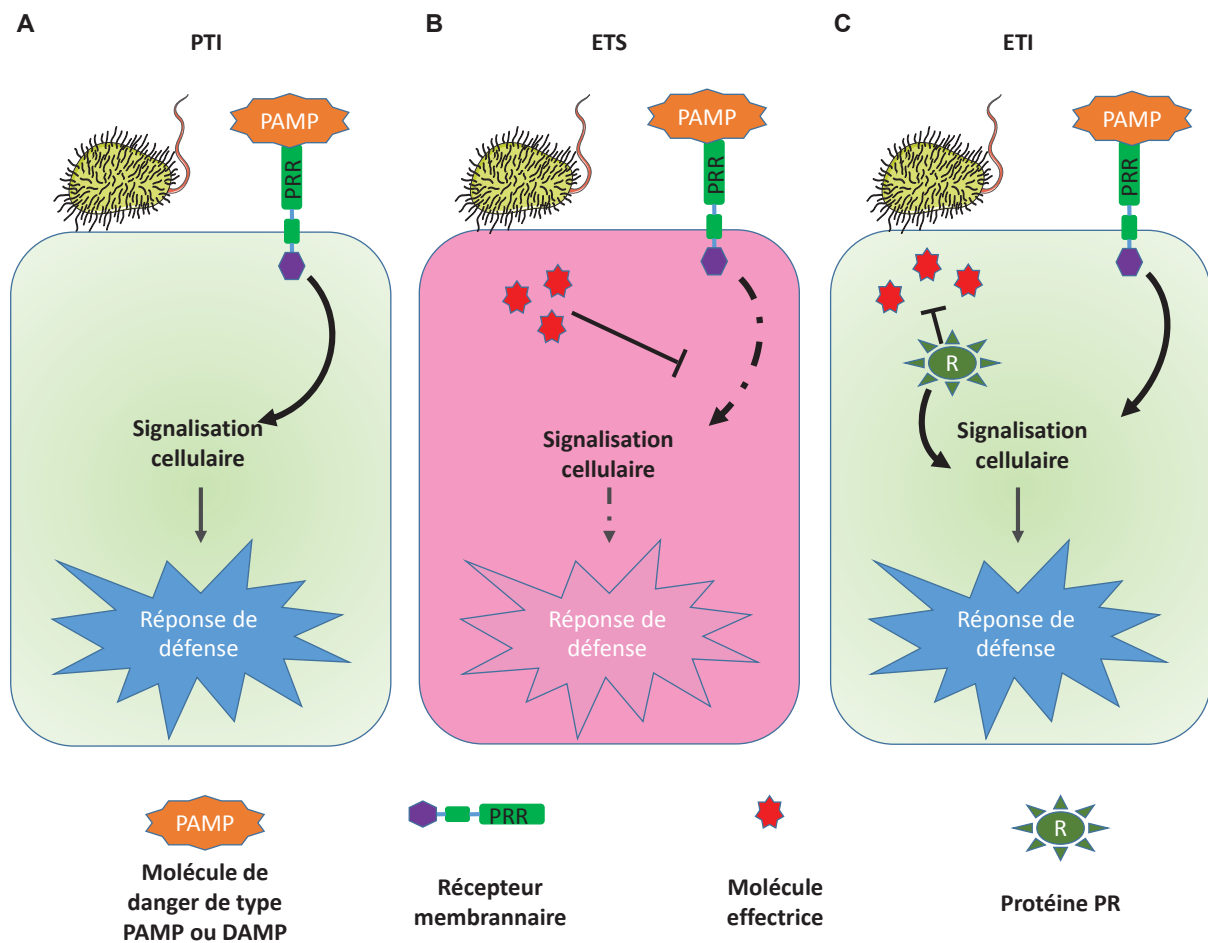 A
PTI
B
ETS
C
ETI
PAMP
PRR
Signalisation
cellulaire
Réponse de
défense
PAMP
PRR
Signalisation
cellulaire
Réponse de
défense
PAMP
PRR
R
Signalisation
cellulaire
Réponse de
défense
PAMP
Molécule de
danger de type
PAMP ou DAMP
PRR
Récepteur
membrannaire
Molécule
effectrice
R
Protéine PR